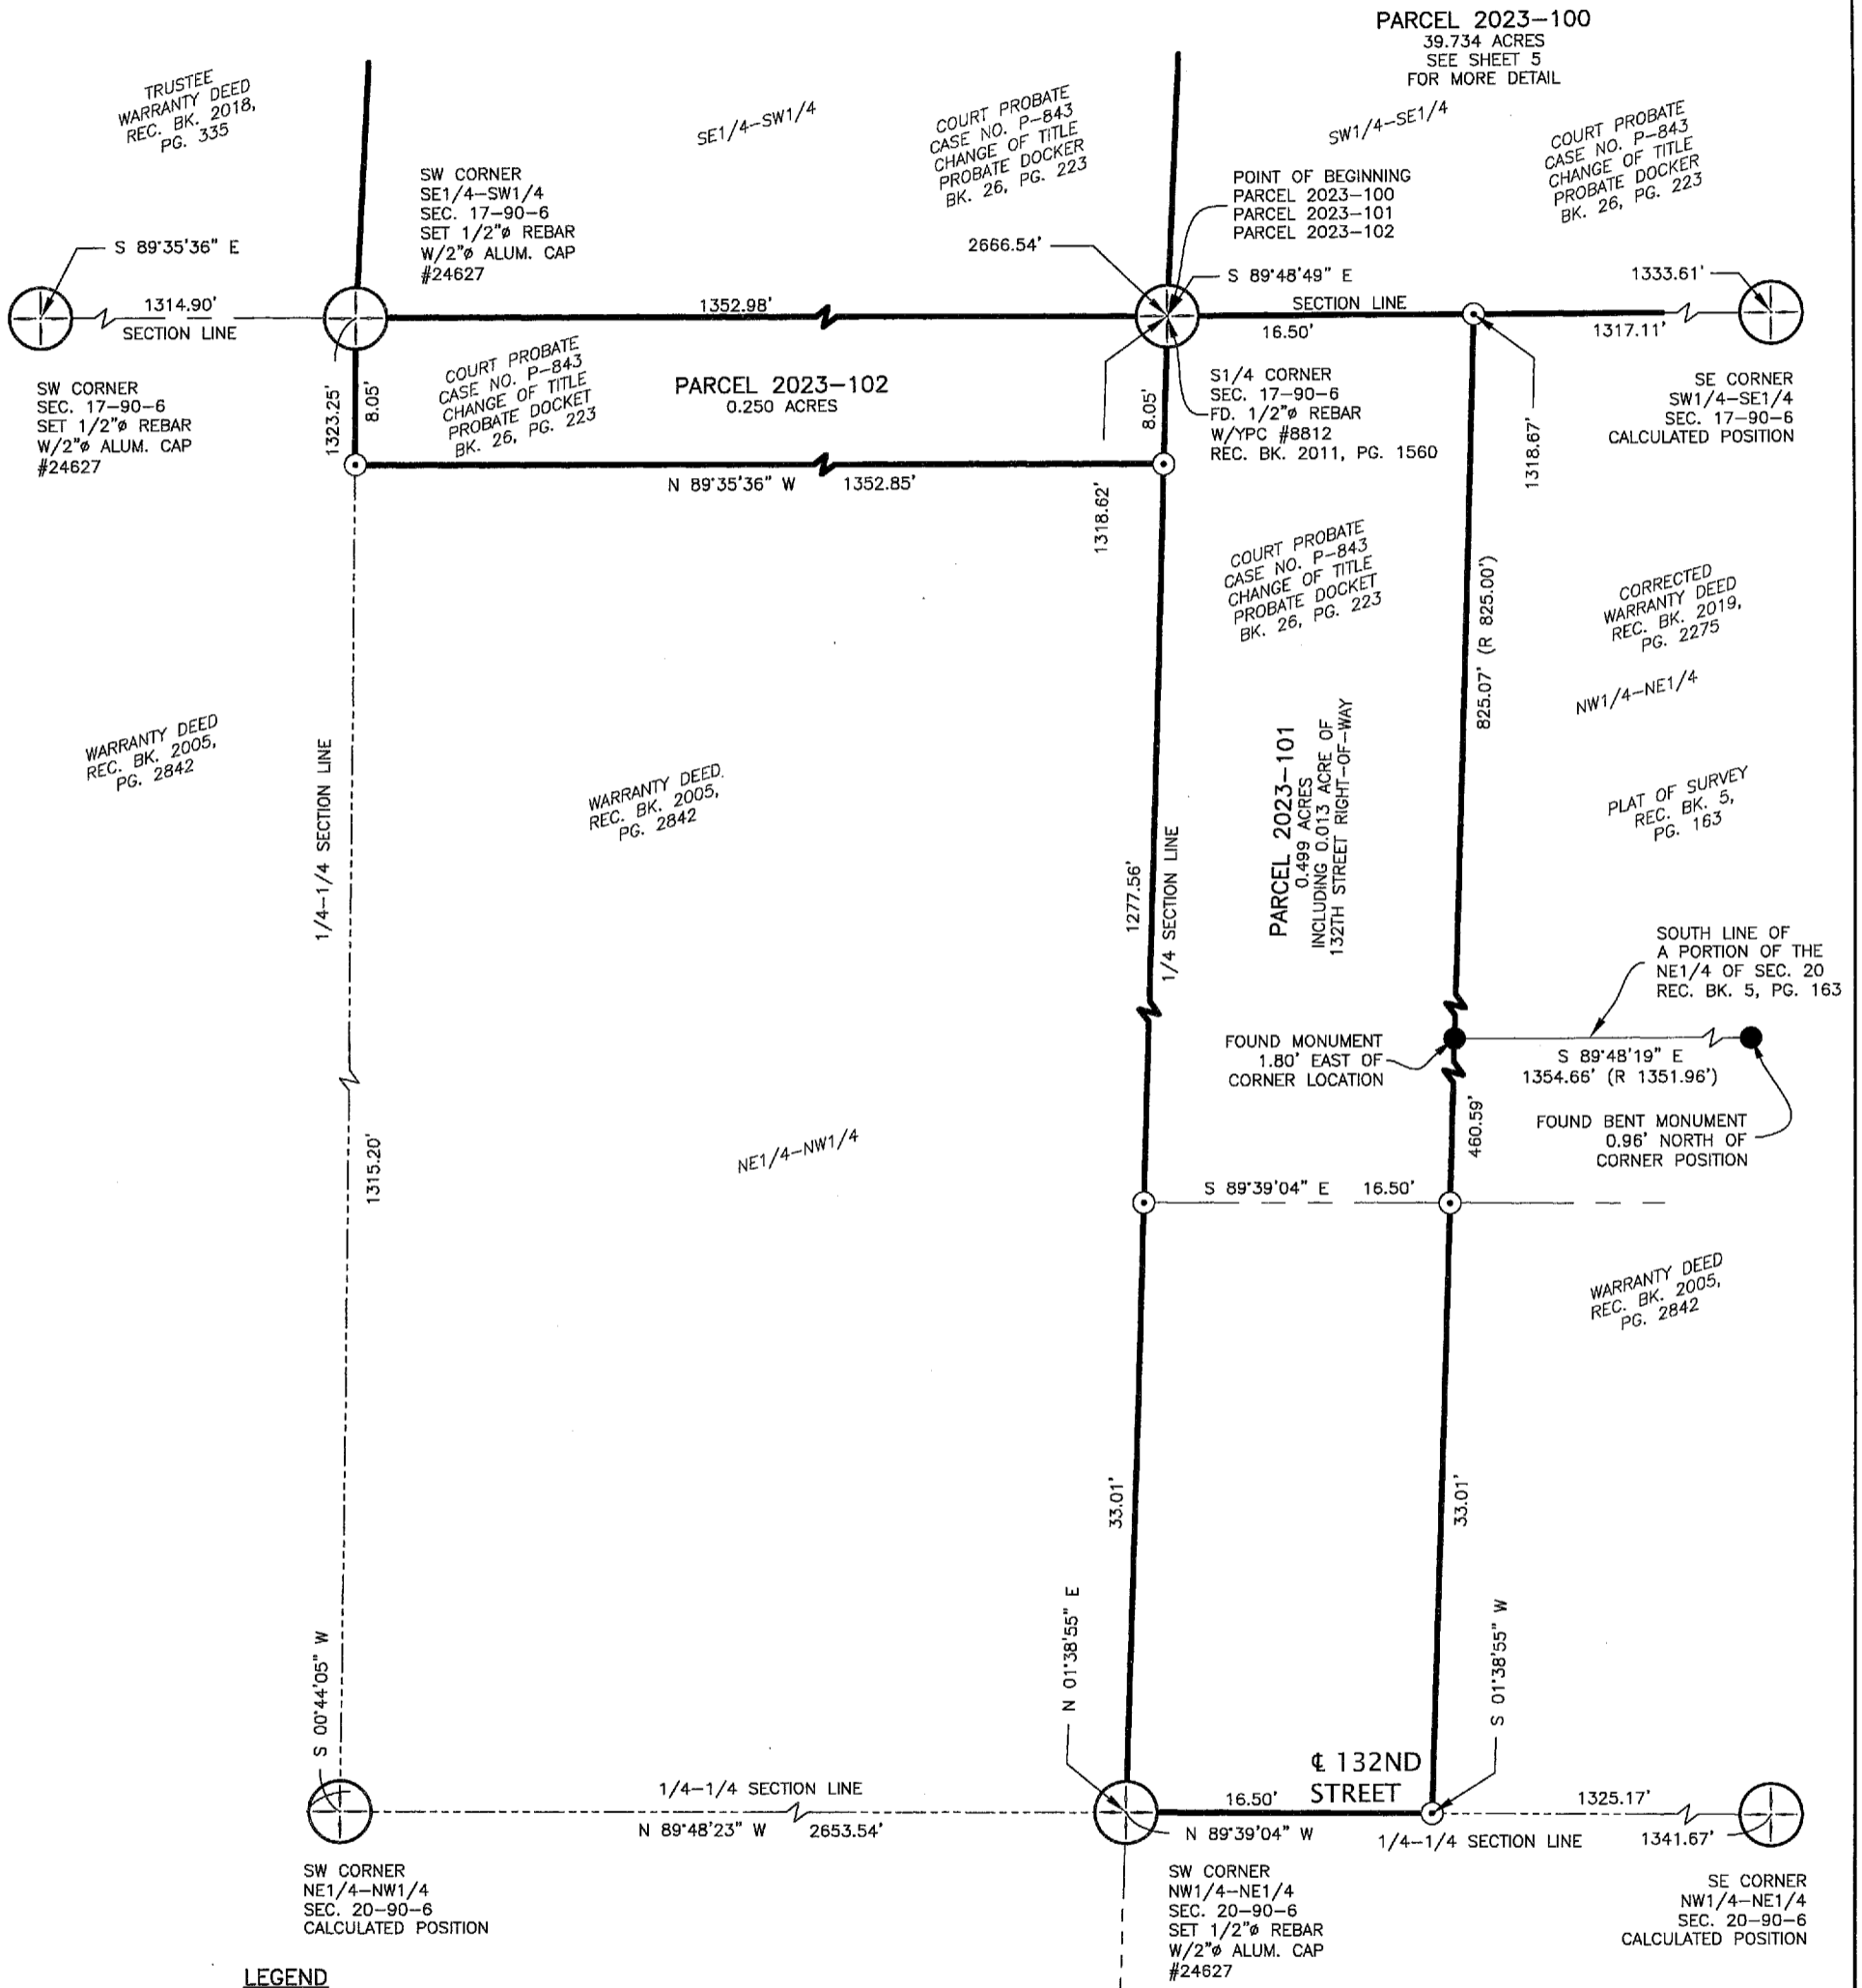 PARCEL 2023-100
39.734 ACRES
SEE SHEET 5
FOR MORE DETAIL
TRUSTEE
WARRANTY DEED
REC. BK. 2018,
PG. 335
SE1/4-SW1/4
COURT PROBATE
CASE NO. P-843
CHANGE OF TITLE
PROBATE DOCKER
BK. 26, PG. 223
SW1/4-SE1/4
COURT PROBATE
CASE NO. P-843
CHANGE OF TITLE
PROBATE DOCKER
BK. 26, PG. 223
SW CORNER
SE1/4-SW1/4
SEC. 17-90-6
SET 1/2"ø REBAR
W/2"ø ALUM. CAP
#24627
POINT OF BEGINNING
PARCEL 2023-100
PARCEL 2023-101
PARCEL 2023-102
S 89°35'36" E
2666.54'
S 89°48'49" E
1333.61'
1314.90'
SECTION LINE
1352.98'
SECTION LINE
16.50'
1317.11'
SW CORNER
SEC. 17-90-6
SET 1/2"ø REBAR
W/2"ø ALUM. CAP
#24627
1323.25'
8.05'
COURT PROBATE
CASE NO. P-843
CHANGE OF TITLE
PROBATE DOCKET
BK. 26, PG. 223
PARCEL 2023-102
0.250 ACRES
8.05'
S1/4 CORNER
SEC. 17-90-6
FD. 1/2"ø REBAR
W/YPC #8812
REC. BK. 2011, PG. 1560
1318.67'
SE CORNER
SW1/4-SE1/4
SEC. 17-90-6
CALCULATED POSITION
N 89°35'36" W 1352.85'
1318.62'
COURT PROBATE
CASE NO. P-843
CHANGE OF TITLE
PROBATE DOCKET
BK. 26, PG. 223
825.07' (R 825.00')
CORRECTED
WARRANTY DEED
REC. BK. 2019,
PG. 2275
NW1/4-NE1/4
WARRANTY DEED
REC. BK. 2005,
PG. 2842
1/4-1/4 SECTION LINE
WARRANTY DEED.
REC. BK. 2005,
PG. 2842
1277.56'
1/4 SECTION LINE
PARCEL 2023-101
0.499 ACRES
INCLUDING 0.013 ACRE OF
132TH STREET RIGHT-OF-WAY
PLAT OF SURVEY
REC. BK. 5,
PG. 163
SOUTH LINE OF
A PORTION OF THE
NE1/4 OF SEC. 20
REC. BK. 5, PG. 163
FOUND MONUMENT
1.80' EAST OF
CORNER LOCATION
S 89°48'19" E
1354.66' (R 1351.96')
FOUND BENT MONUMENT
0.96' NORTH OF
CORNER POSITION
460.59'
1315.20'
NE1/4-NW1/4
S 89°39'04" E 16.50'
WARRANTY DEED
REC. BK. 2005,
PG. 2842
33.01'
33.01'
S 00°44'05" W
N 01°38'55" E
S 01°38'55" W
℄ 132ND
STREET
1/4-1/4 SECTION LINE
N 89°48'23" W 2653.54'
16.50'
N 89°39'04" W
1325.17'
1/4-1/4 SECTION LINE
1341.67'
SW CORNER
NE1/4-NW1/4
SEC. 20-90-6
CALCULATED POSITION
SW CORNER
NW1/4-NE1/4
SEC. 20-90-6
SET 1/2"ø REBAR
W/2"ø ALUM. CAP
#24627
SE CORNER
NW1/4-NE1/4
SEC. 20-90-6
CALCULATED POSITION
LEGEND